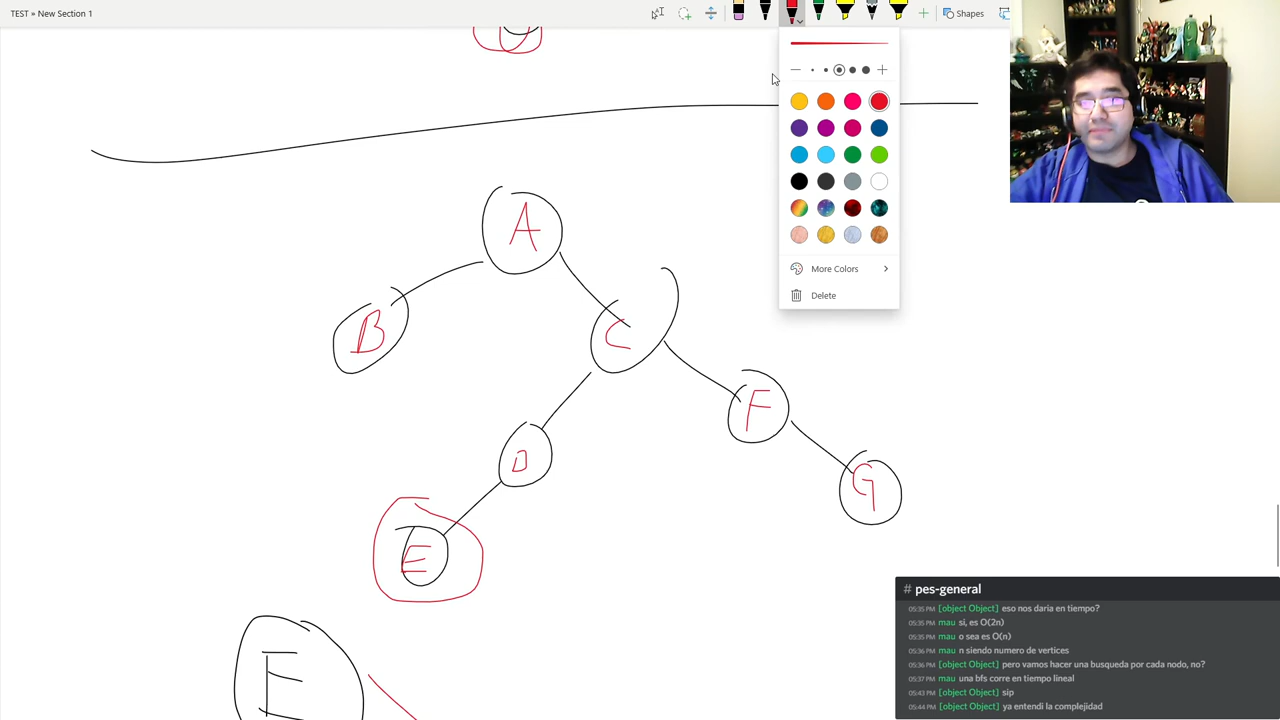 TEST » New Section 1
Shapes
More Colors
Delete
A
B
C
F
D
G
E
E
# pes-general
05:35 PM [object Object] eso nos daria en tiempo?
05:35 PM mau si, es O(2n)
05:35 PM mau o sea es O(n)
05:36 PM mau n siendo numero de vertices
05:36 PM [object Object] pero vamos hacer una busqueda por cada nodo, no?
05:37 PM mau una bfs corre en tiempo lineal
05:43 PM [object Object] sip
05:44 PM [object Object] ya entendi la complejidad